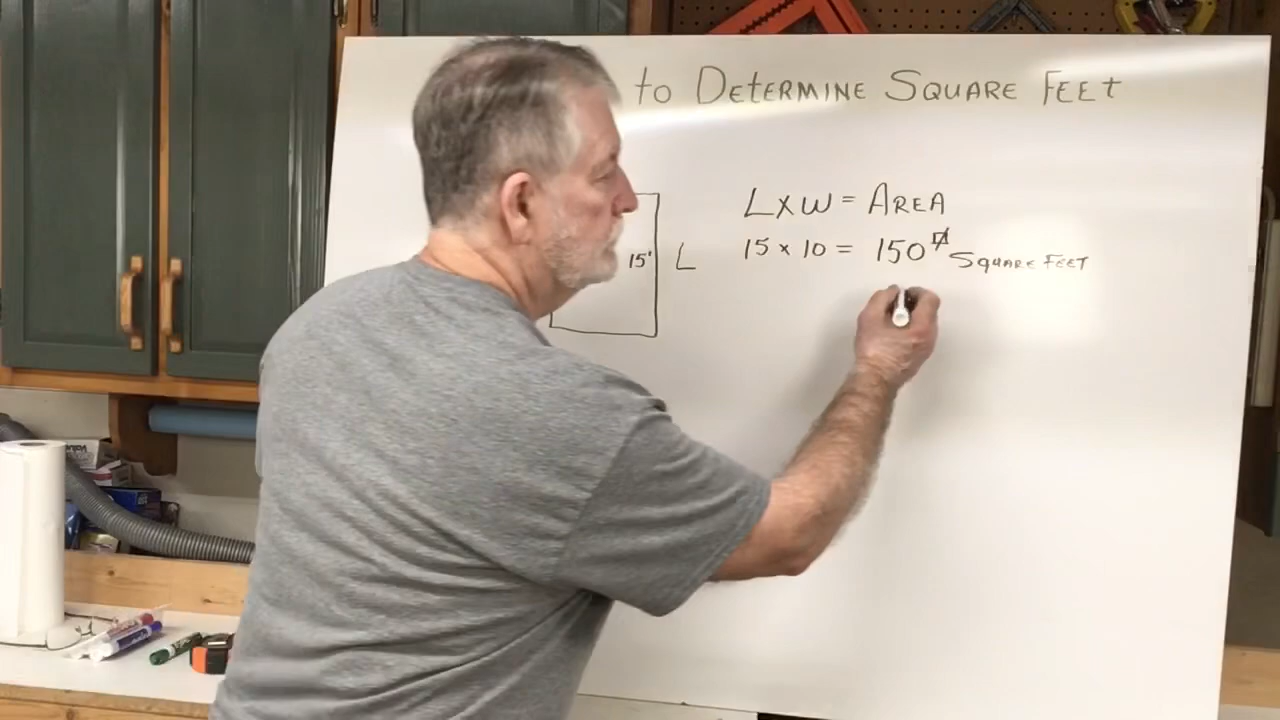 to DETERMINE SQUARE FEET
L x W = AREA
15 x 10 = 150 SQUARE FEET
15' L